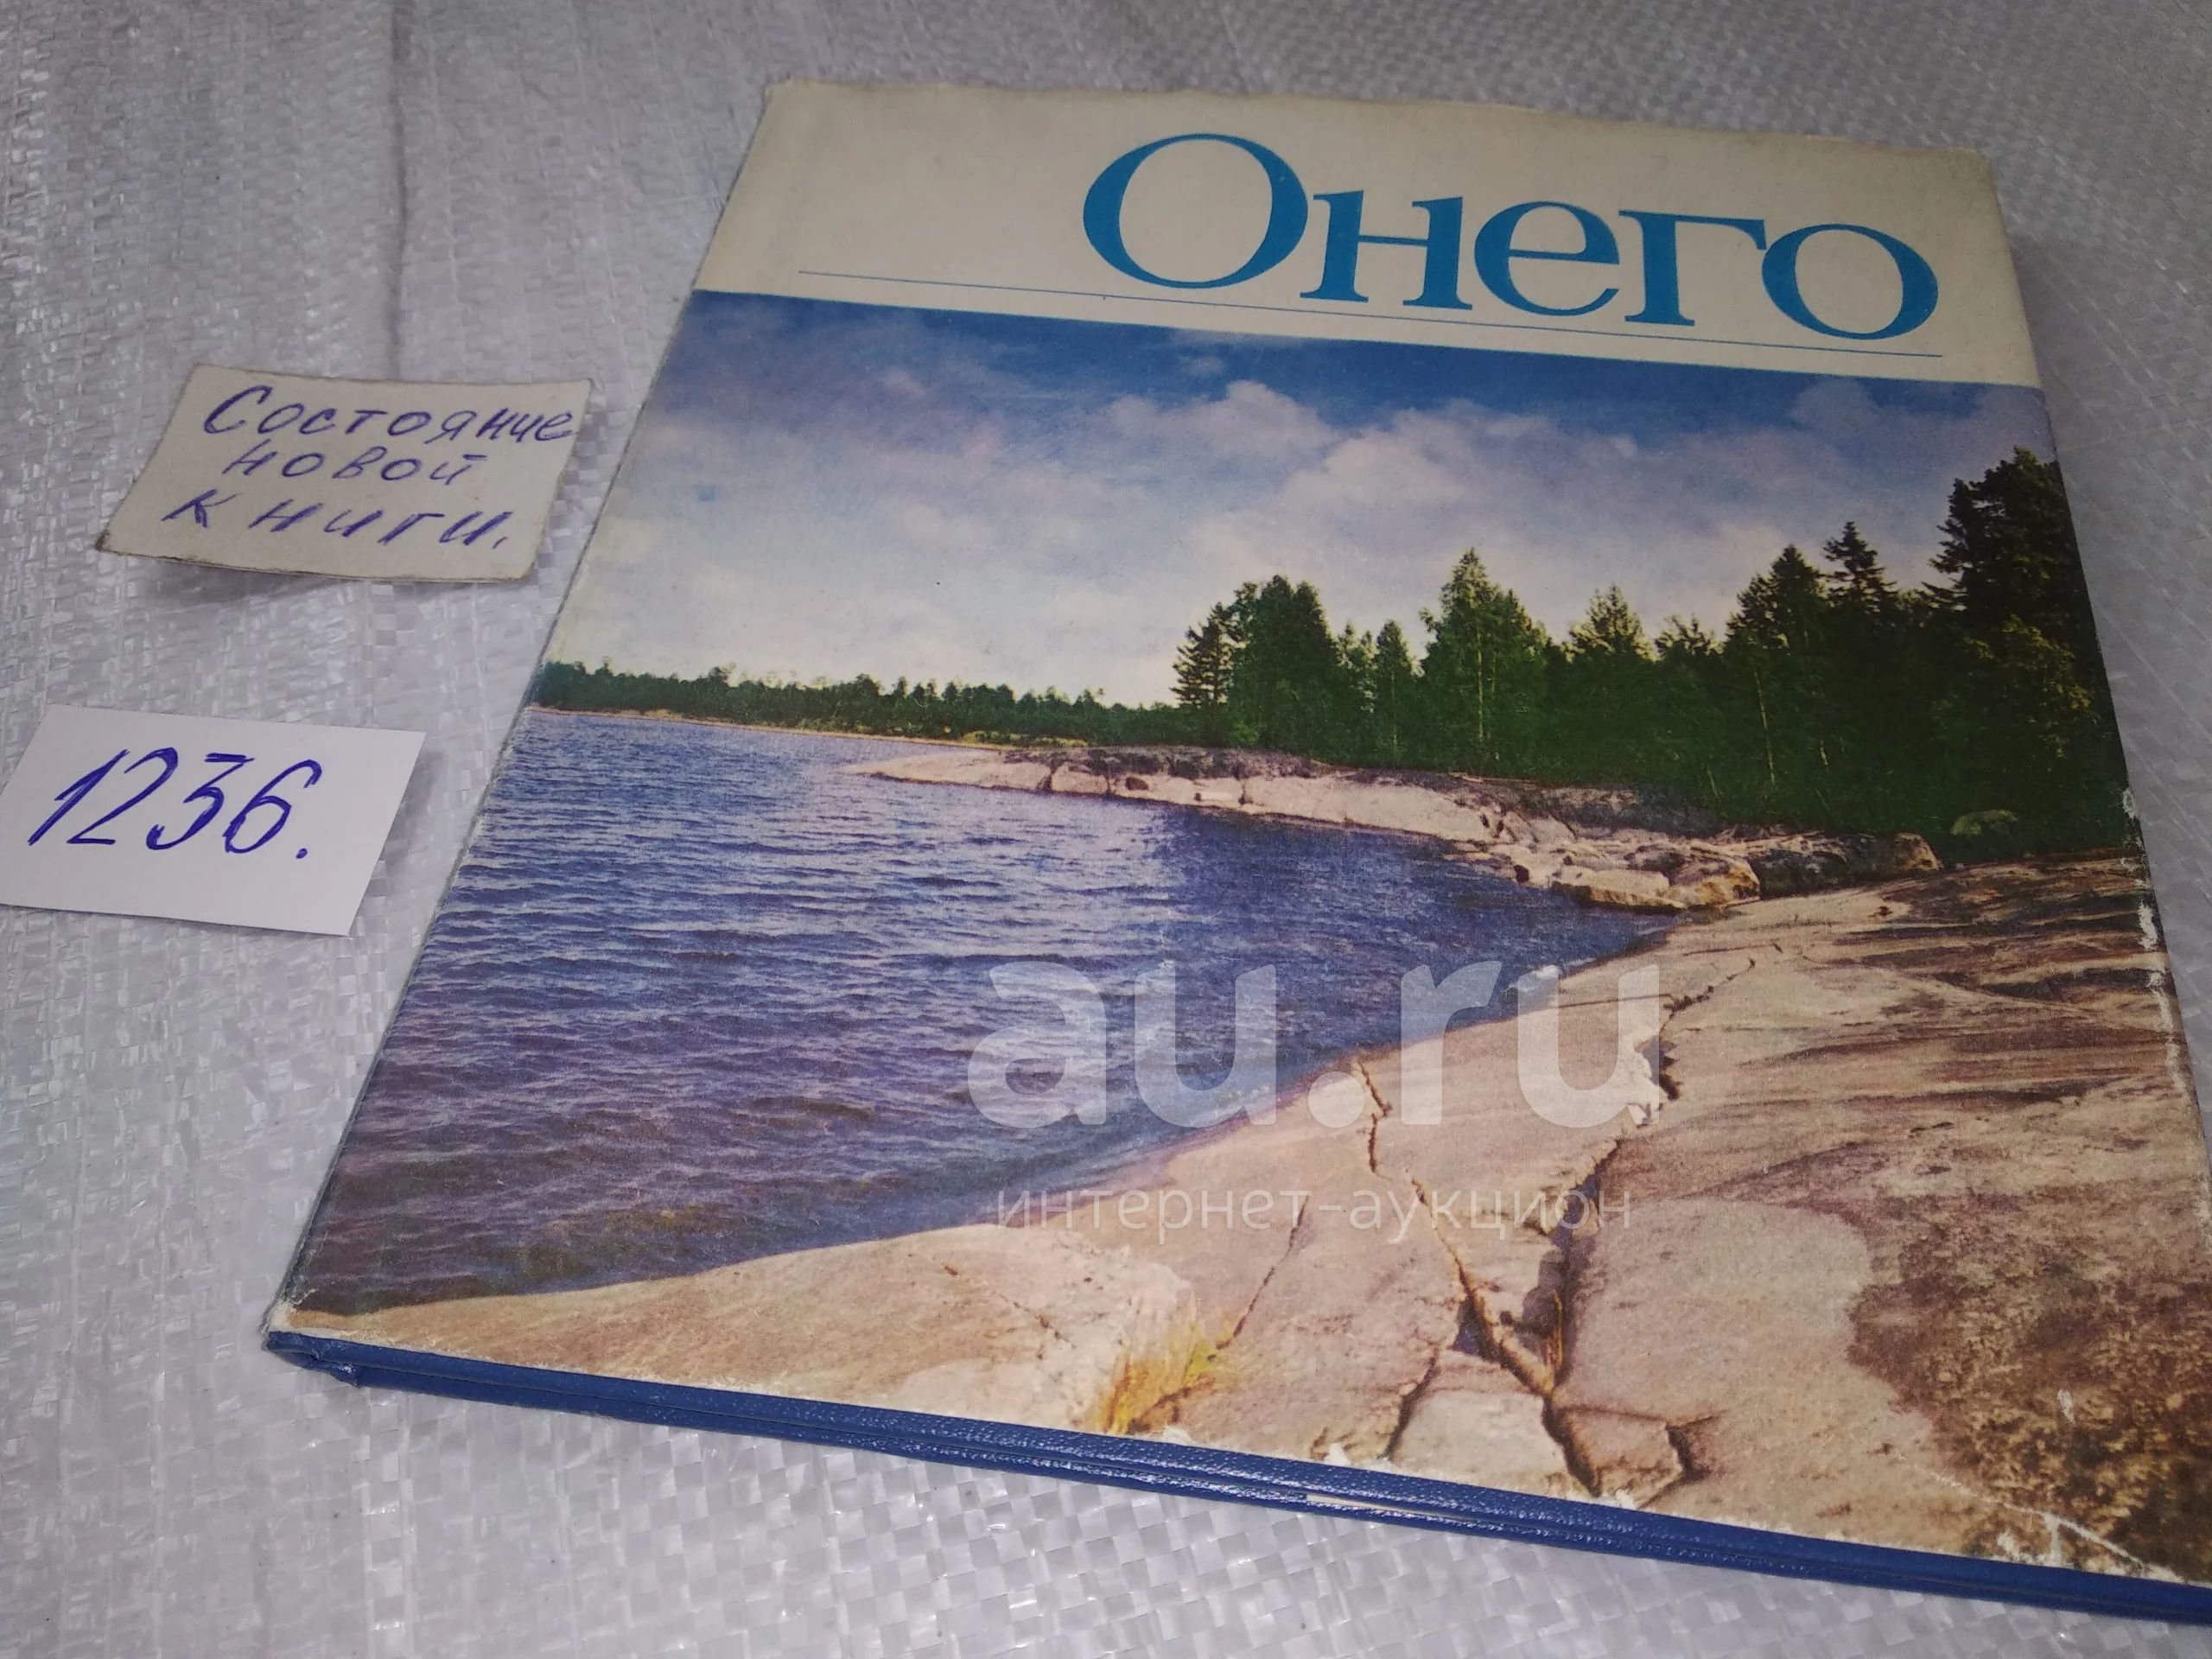 Онего
Состояние
новой
книги.
1236.
au.ru
интернет-аукцион